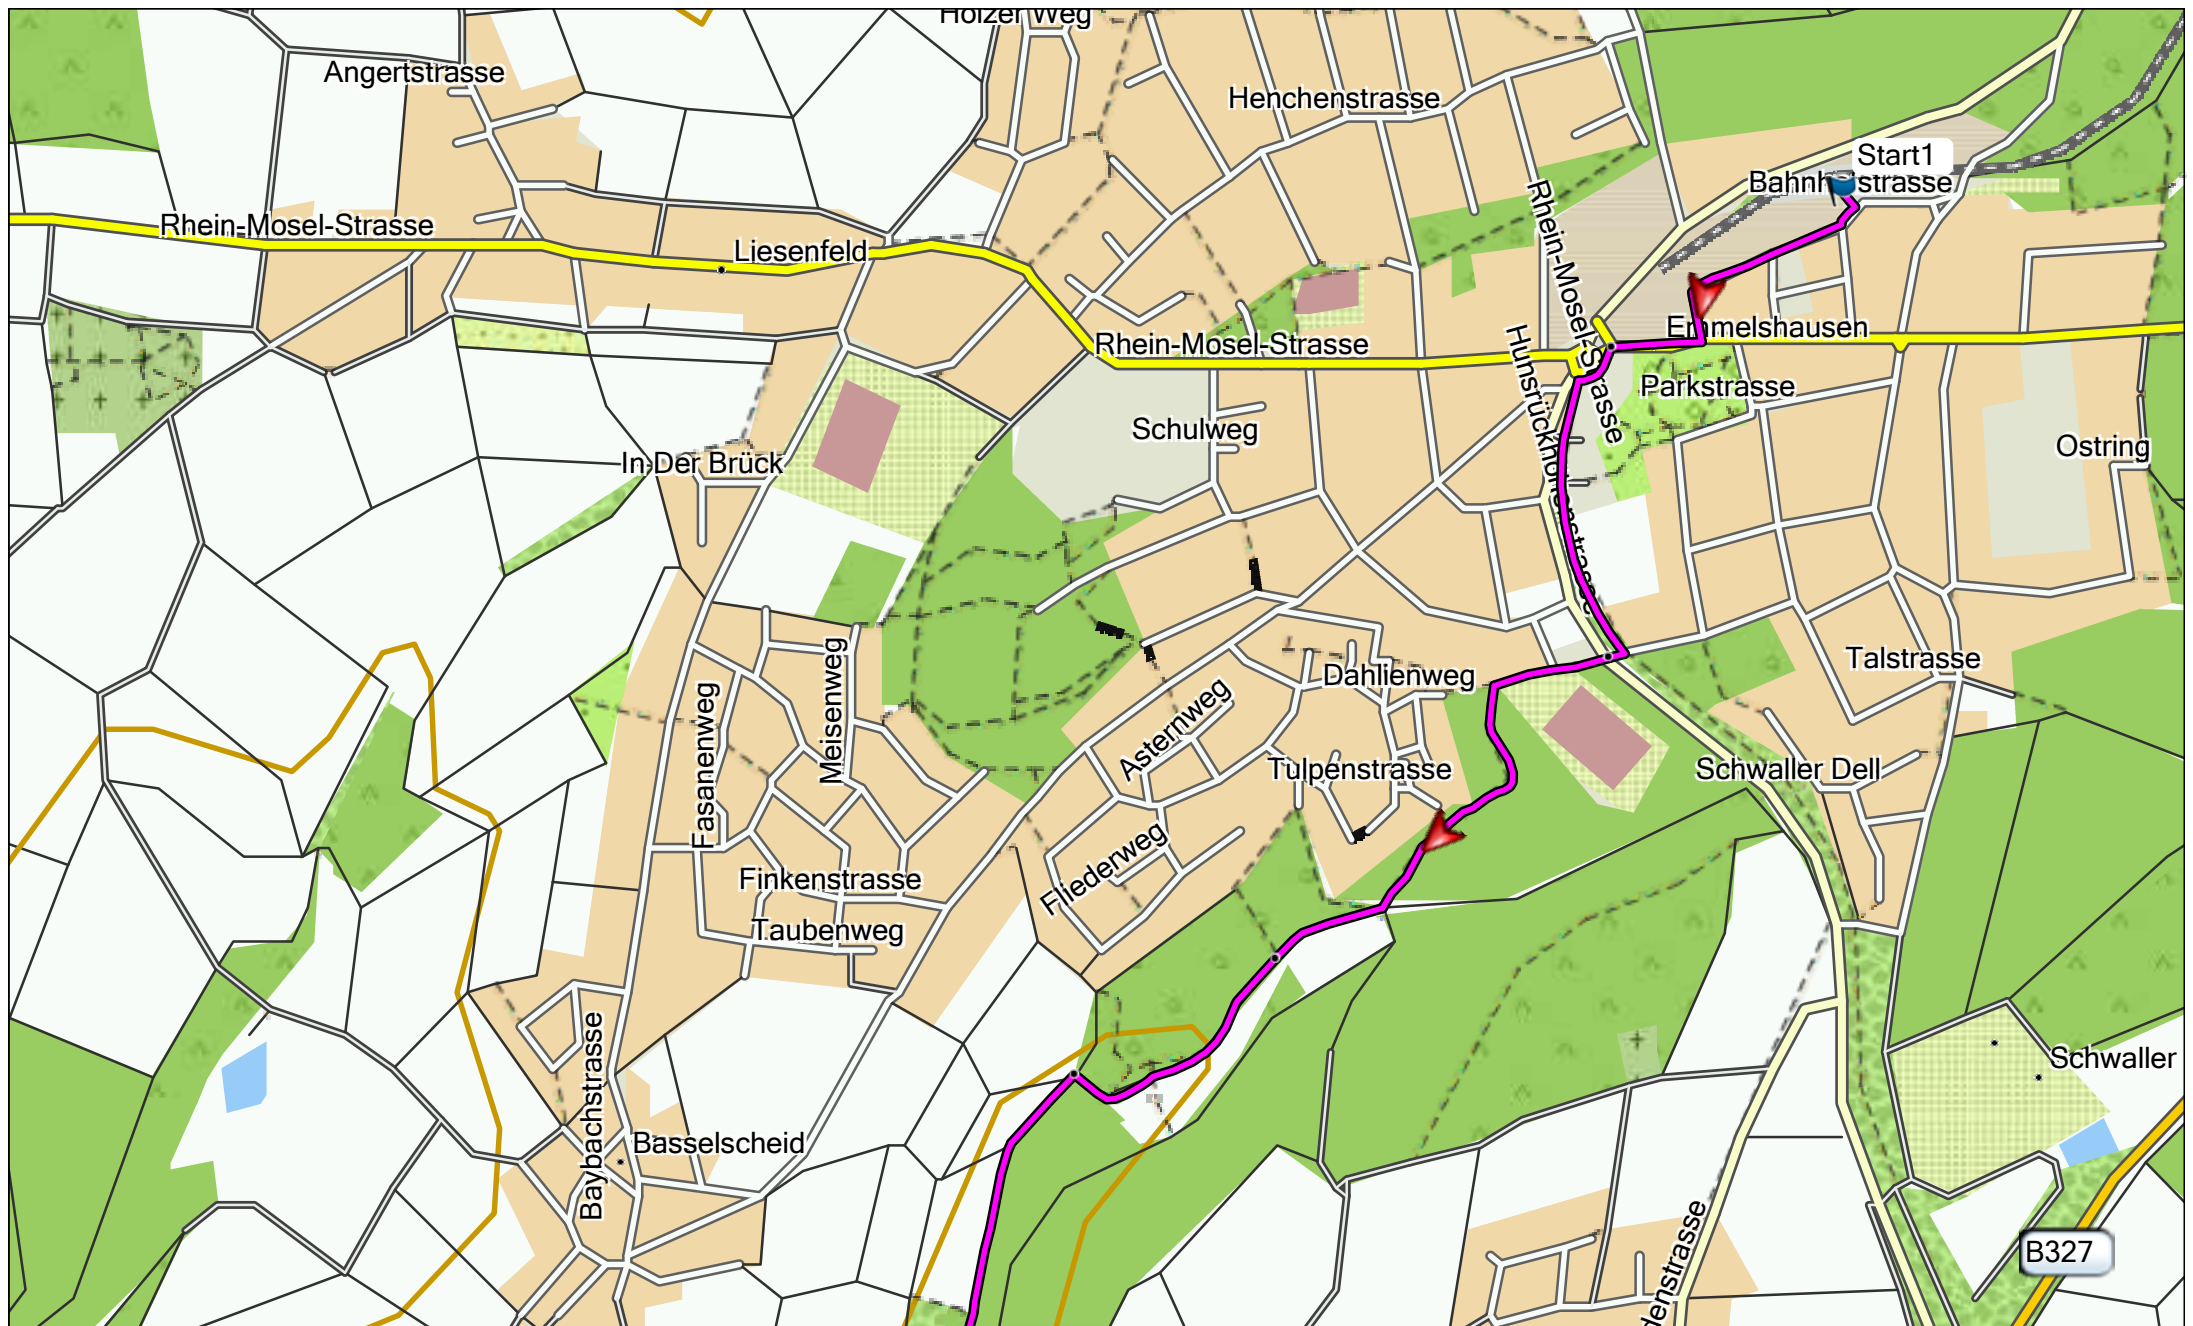 Holzer Weg
Angertstrasse
Henchenstrasse
Start1
Bahnhofstrasse
Rhein-Mosel-Strasse
Liesenfeld
Rhein-Mosel-Strasse
Emmelshausen
Rhein-Mosel-Strasse
Hunsrückhöhenstrasse
Parkstrasse
Schulweg
Ostring
In Der Brück
Talstrasse
Dahlienweg
Meisenweg
Fasanenweg
Asternweg
Tulpenstrasse
Schwaller Dell
Fliederweg
Finkenstrasse
Taubenweg
Schwaller
Baybachstrasse
Basselscheid
denstrasse
B327